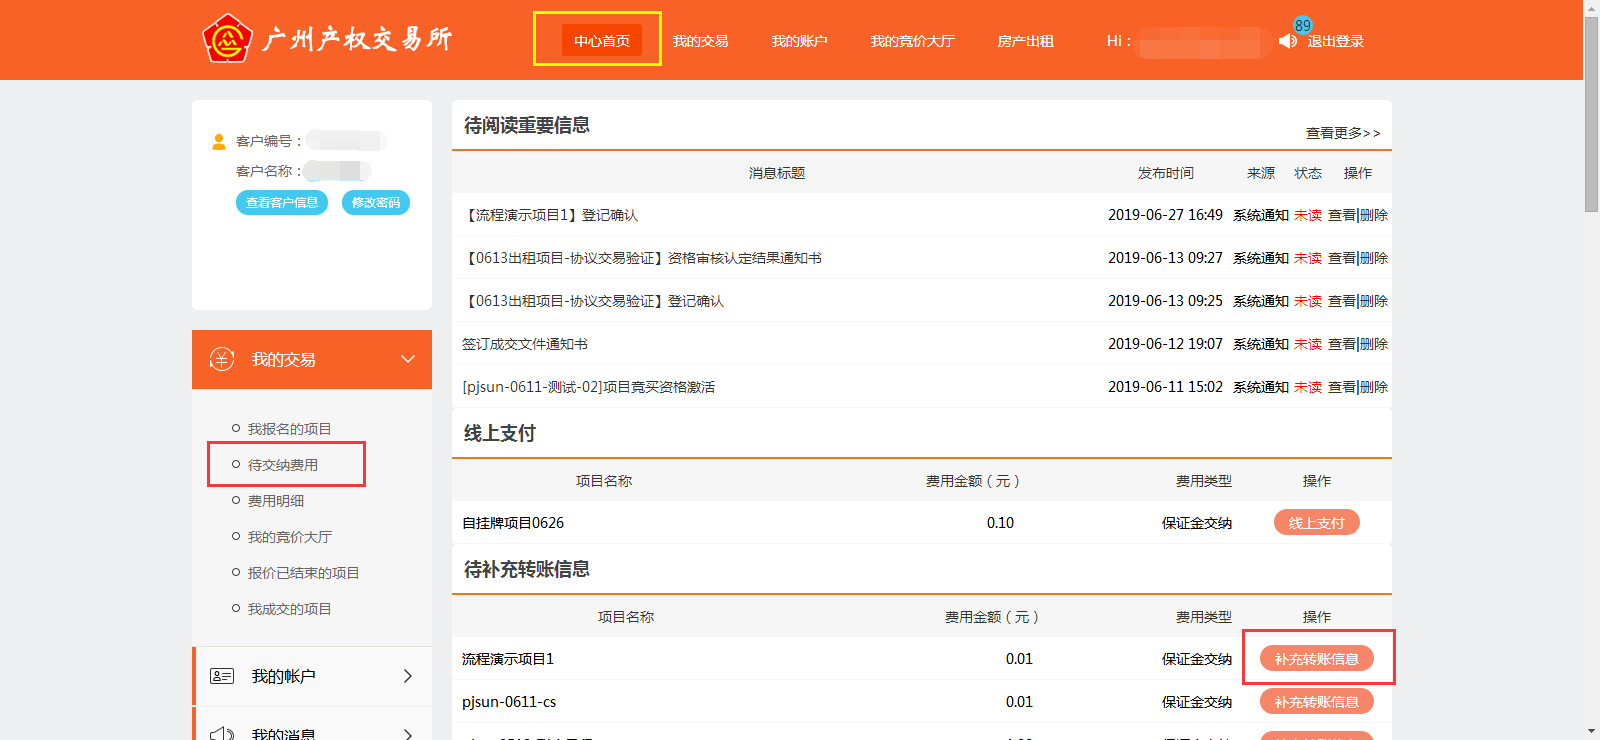 广州产权交易所
中心首页 我的交易 我的账户 我的竞价大厅 房产出租 Hi： 89 退出登录
客户编号：
客户名称：
查看客户信息 修改密码
我的交易
我报名的项目
待交纳费用
费用明细
我的竞价大厅
报价已结束的项目
我成交的项目
我的帐户
我的消息
待阅读重要信息
查看更多>>
消息标题 发布时间 来源 状态 操作
【流程演示项目1】登记确认 2019-06-27 16:49 系统通知 未读 查看|删除
【0613出租项目-协议交易验证】资格审核认定结果通知书 2019-06-13 09:27 系统通知 未读 查看|删除
【0613出租项目-协议交易验证】登记确认 2019-06-13 09:25 系统通知 未读 查看|删除
签订成交文件通知书 2019-06-12 19:07 系统通知 未读 查看|删除
[pjsun-0611-测试-02]项目竞买资格激活 2019-06-11 15:02 系统通知 未读 查看|删除
线上支付
项目名称 费用金额（元） 费用类型 操作
自挂牌项目0626 0.10 保证金交纳 线上支付
待补充转账信息
项目名称 费用金额（元） 费用类型 操作
流程演示项目1 0.01 保证金交纳 补充转账信息
pjsun-0611-cs 0.01 保证金交纳 补充转账信息